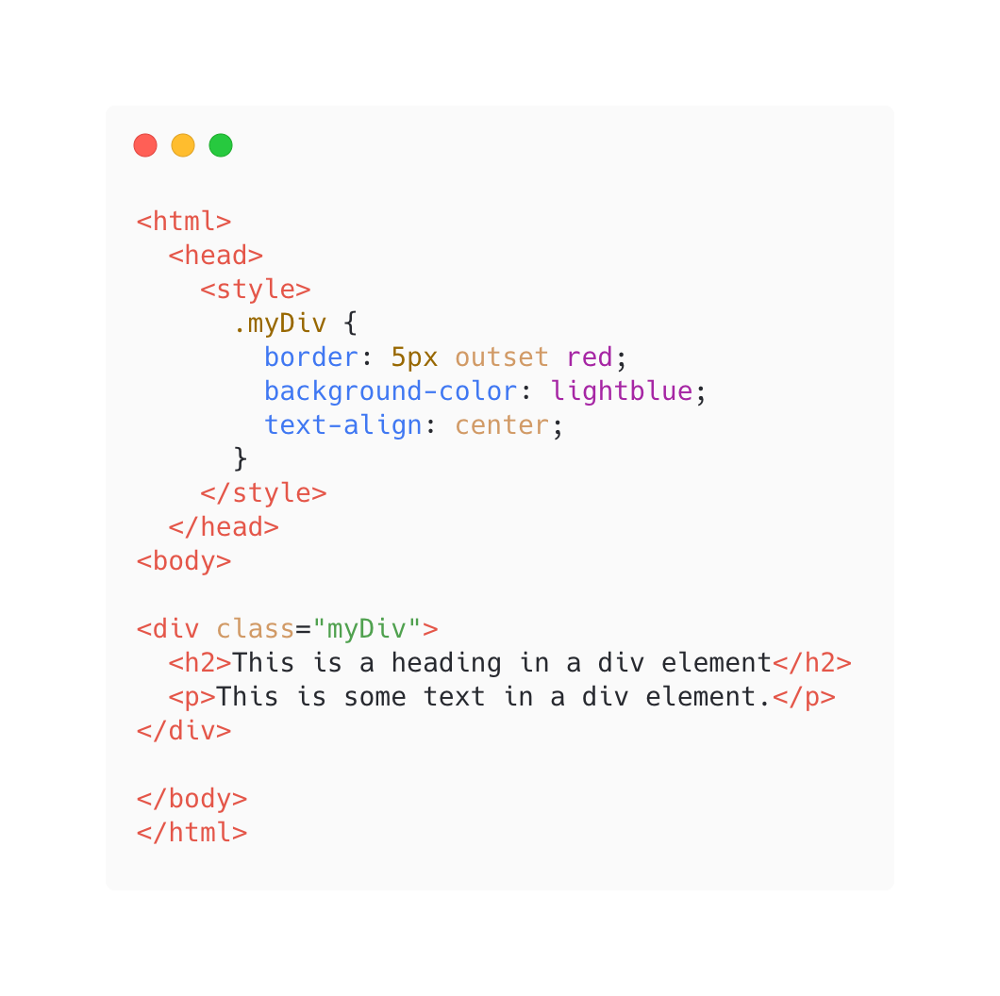 <html>
  <head>
    <style>
      .myDiv {
        border: 5px outset red;
        background-color: lightblue;
        text-align: center;
      }
    </style>
  </head>
<body>

<div class="myDiv">
  <h2>This is a heading in a div element</h2>
  <p>This is some text in a div element.</p>
</div>

</body>
</html>